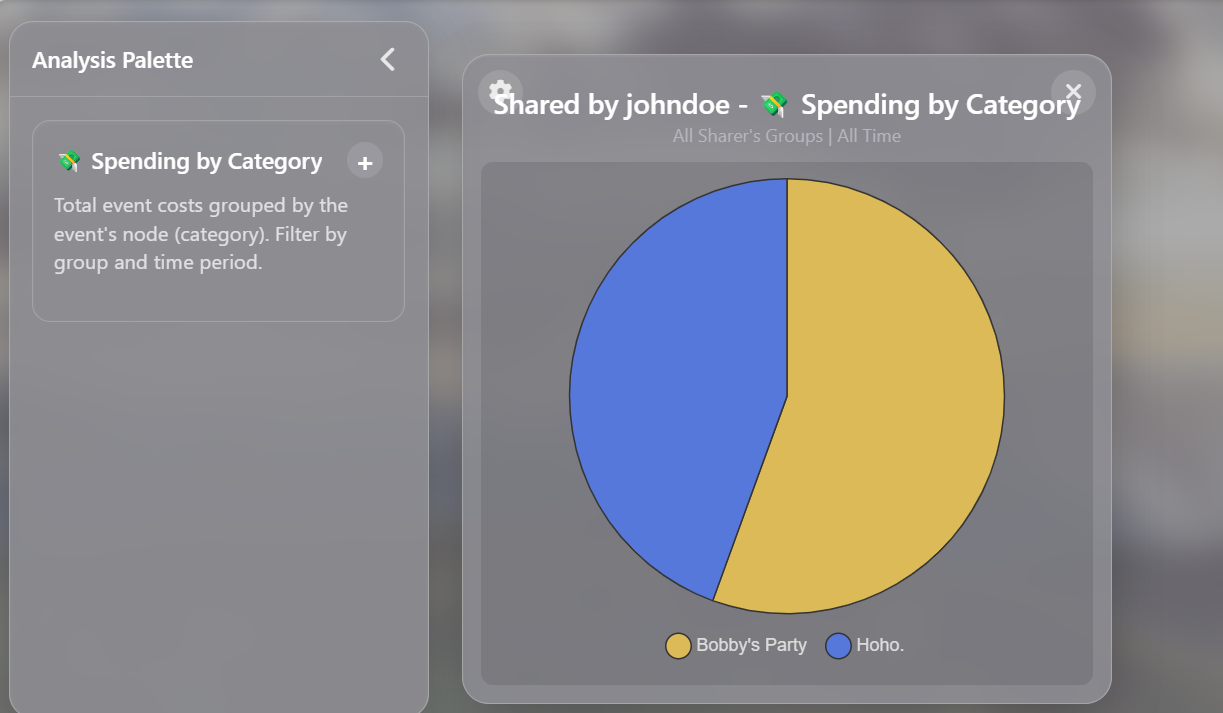 Analysis Palette
💸 Spending by Category
Total event costs grouped by the
event's node (category). Filter by
group and time period.
Shared by johndoe - 💸 Spending by Category
All Sharer's Groups | All Time
Bobby's Party
Hoho.